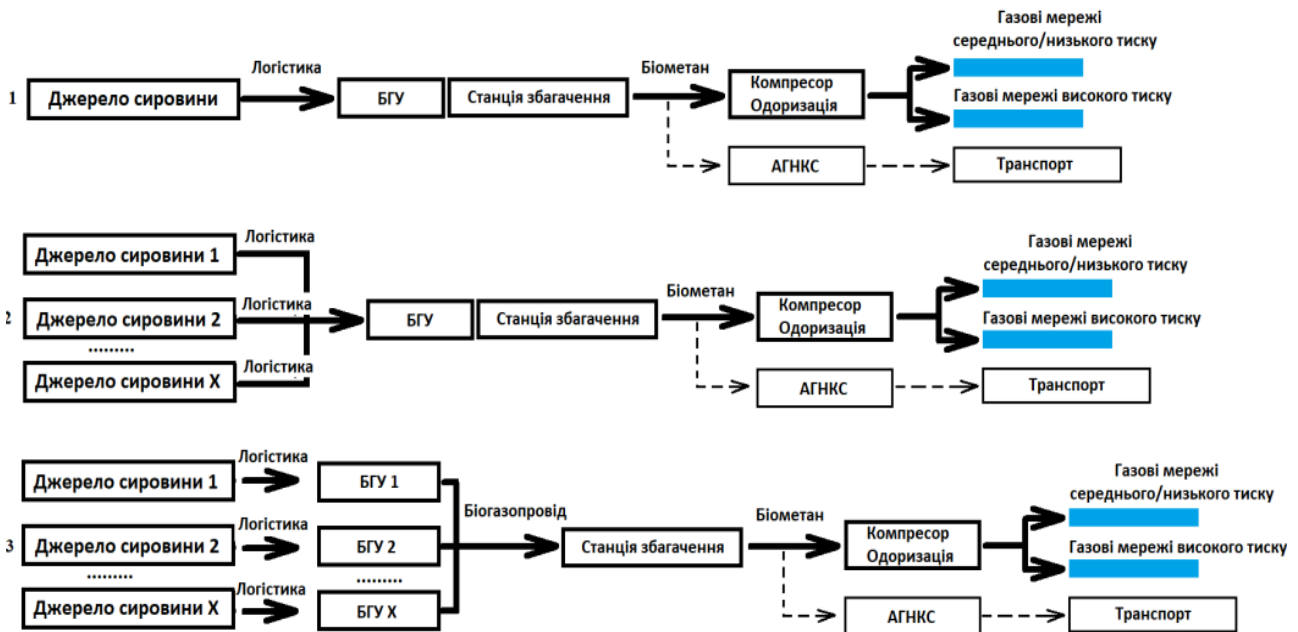 Газові мережі
середнього/низького тиску
Логістика
Біометан
1
Джерело сировини
БГУ
Станція збагачення
Компресор
Одоризація
Газові мережі високого тиску
АГНКС
Транспорт
Джерело сировини 1
Логістика
Газові мережі
середнього/низького тиску
2
Джерело сировини 2
Логістика
БГУ
Станція збагачення
Біометан
Компресор
Одоризація
Газові мережі високого тиску
.........
Джерело сировини X
Логістика
АГНКС
Транспорт
Джерело сировини 1
Логістика
БГУ 1
Газові мережі
середнього/низького тиску
3
Джерело сировини 2
Логістика
БГУ 2
Біогазопровід
Станція збагачення
Біометан
Компресор
Одоризація
Газові мережі високого тиску
.........
.........
Джерело сировини X
Логістика
БГУ X
АГНКС
Транспорт